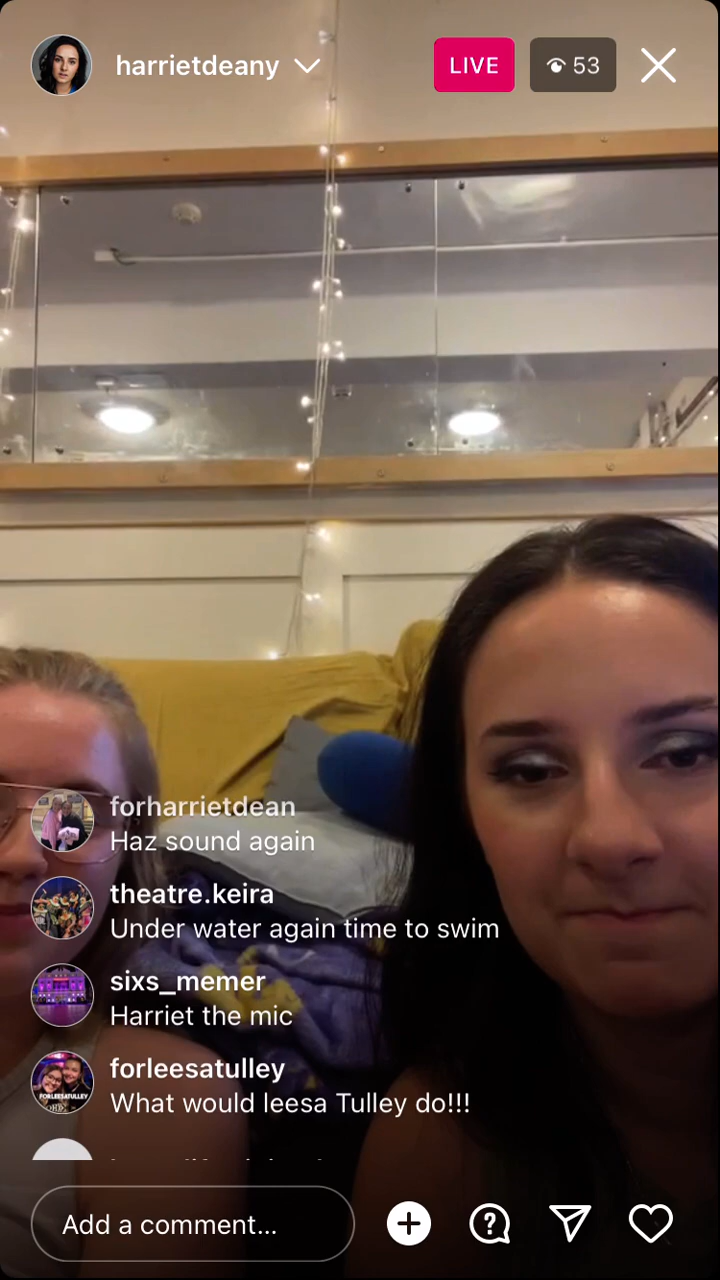 harrietdeany
LIVE
53
forharrietdean
Haz sound again
theatre.keira
Under water again time to swim
sixs_memer
Harriet the mic
forleesatulley
FORLEESATULLEY
What would leesa Tulley do!!!
Add a comment...